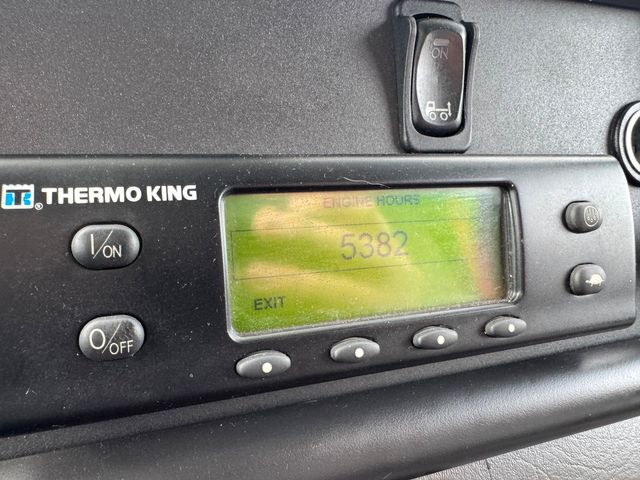 ON
THERMO KING
®
ENGINE HOURS
I/ON
5382
EXIT
O/OFF